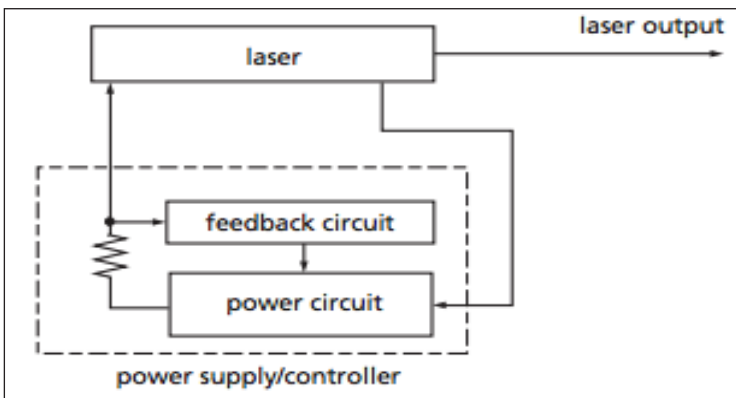 laser output
laser
feedback circuit
power circuit
power supply/controller